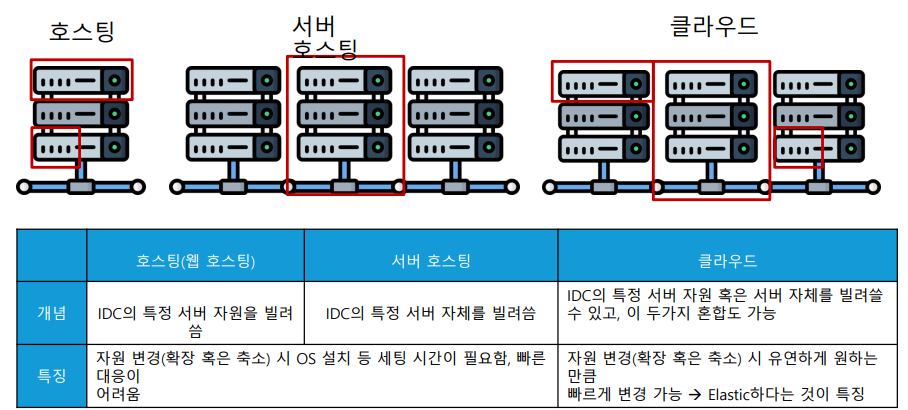 호스팅
서버
호스팅
클라우드
호스팅(웹 호스팅)
서버 호스팅
클라우드
개념
IDC의 특정 서버 자원을 빌려
씀
IDC의 특정 서버 자체를 빌려씀
IDC의 특정 서버 자원 혹은 서버 자체를 빌려쓸
수 있고, 이 두가지 혼합도 가능
특징
자원 변경(확장 혹은 축소) 시 OS 설치 등 세팅 시간이 필요함, 빠른
대응이
어려움
자원 변경(확장 혹은 축소) 시 유연하게 원하는
만큼
빠르게 변경 가능 → Elastic하다는 것이 특징